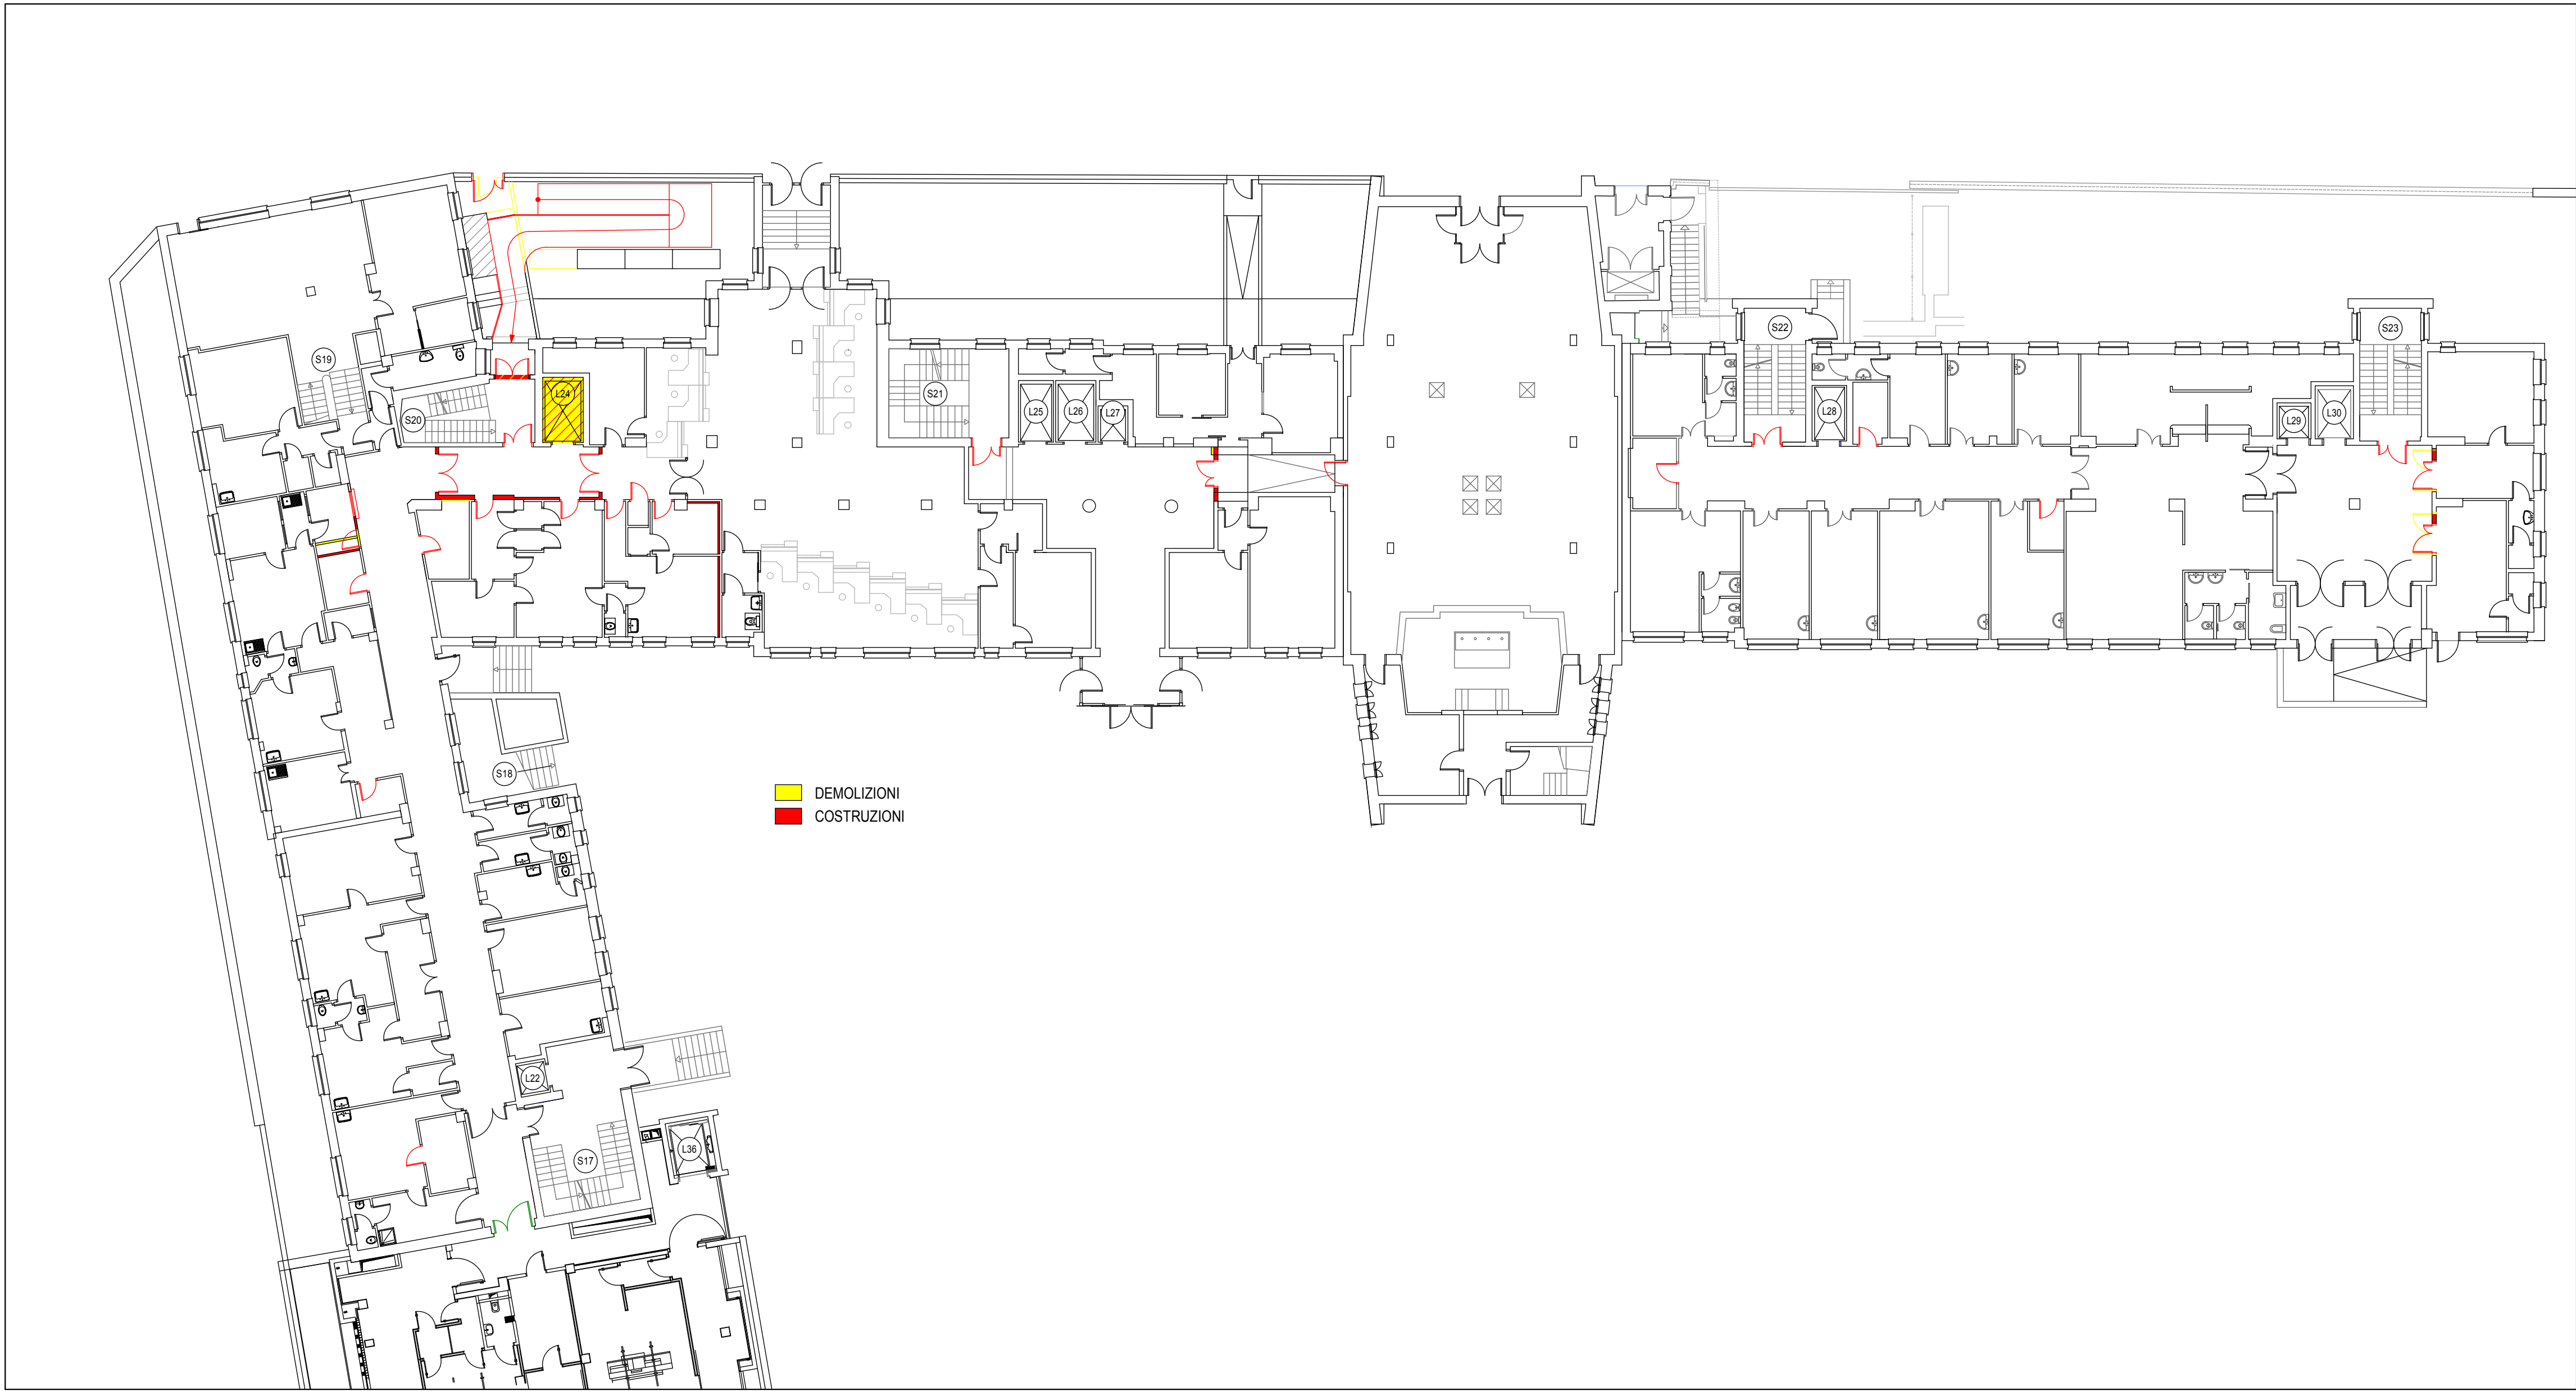 S22
S23
S19
L24
S21
S20
L25
L26
L27
L28
L29
L30
S18
DEMOLIZIONI
COSTRUZIONI
L22
L36
S17